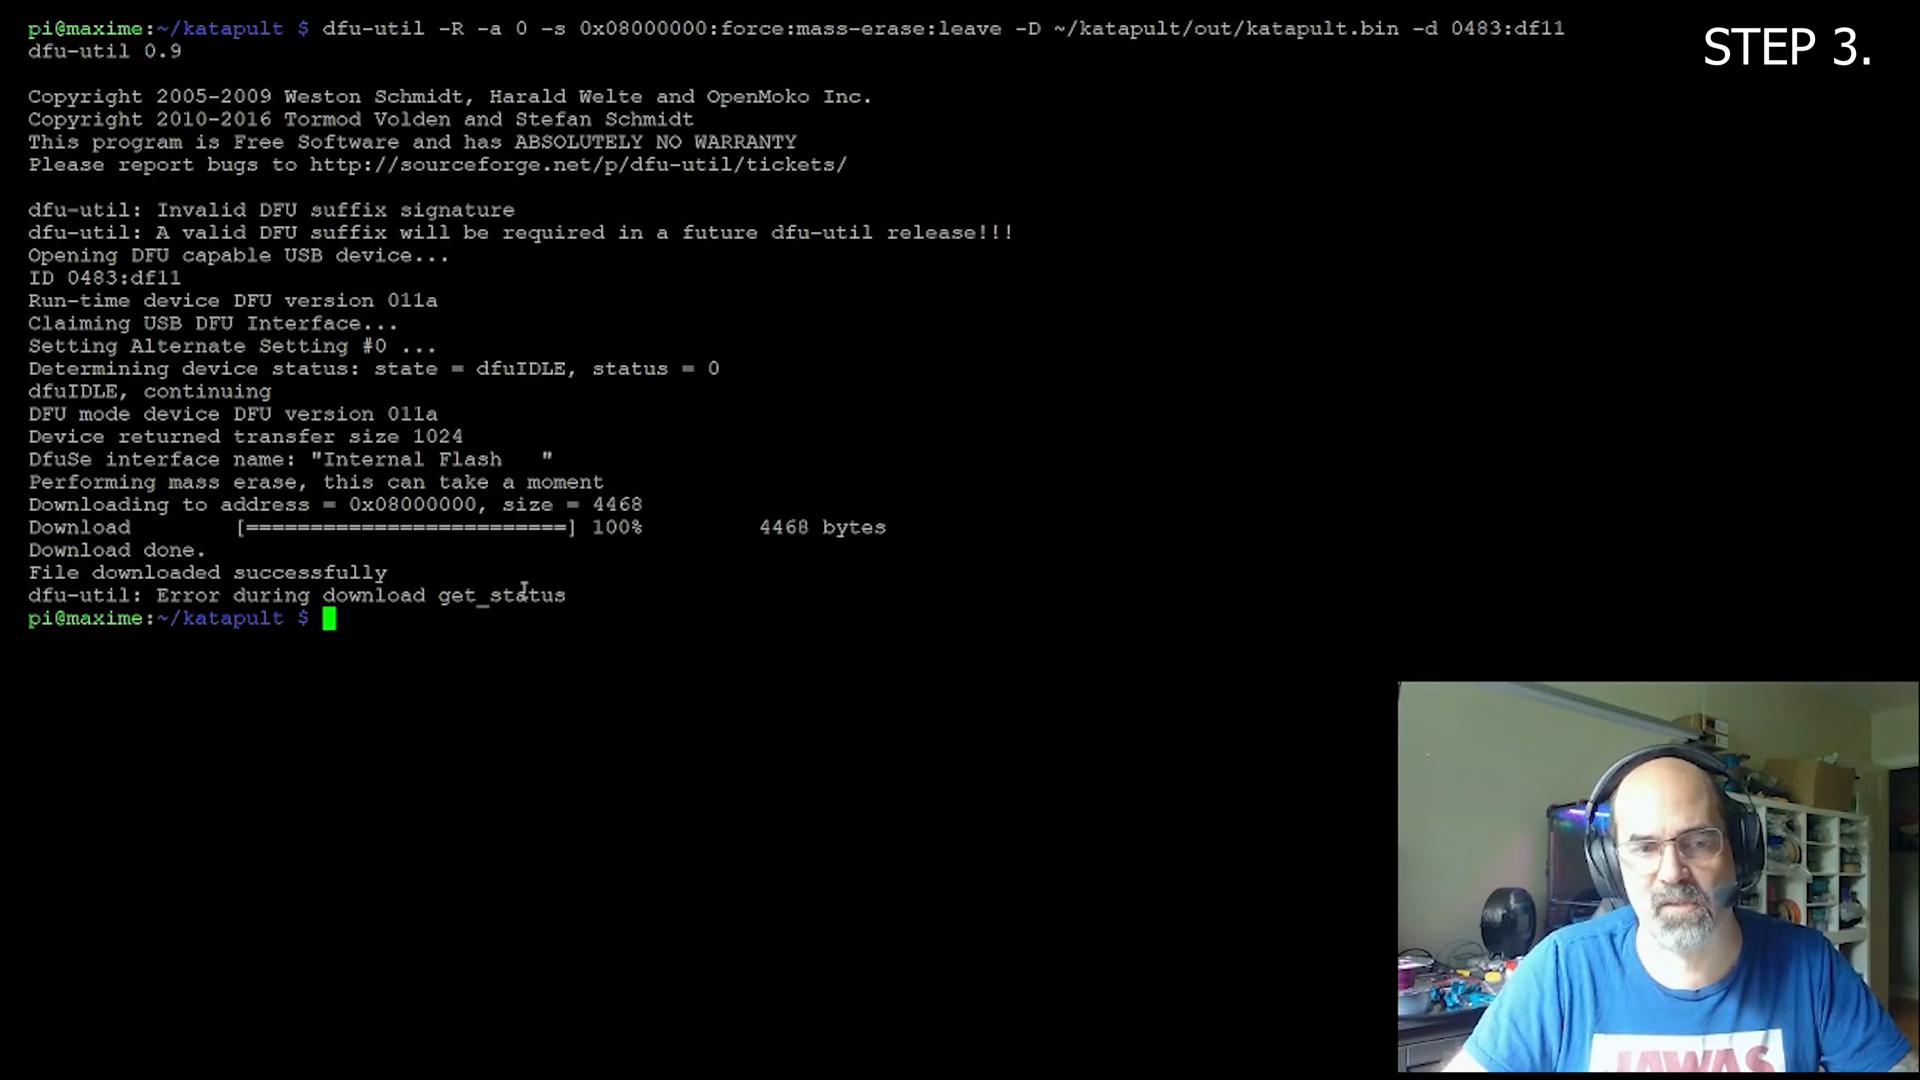 pi@maxime:~/katapult $ dfu-util -R -a 0 -s 0x08000000:force:mass-erase:leave -D ~/katapult/out/katapult.bin -d 0483:df11
STEP 3.
dfu-util 0.9
Copyright 2005-2009 Weston Schmidt, Harald Welte and OpenMoko Inc.
Copyright 2010-2016 Tormod Volden and Stefan Schmidt
This program is Free Software and has ABSOLUTELY NO WARRANTY
Please report bugs to http://sourceforge.net/p/dfu-util/tickets/
dfu-util: Invalid DFU suffix signature
dfu-util: A valid DFU suffix will be required in a future dfu-util release!!!
Opening DFU capable USB device...
ID 0483:df11
Run-time device DFU version 011a
Claiming USB DFU Interface...
Setting Alternate Setting #0 ...
Determining device status: state = dfuIDLE, status = 0
dfuIDLE, continuing
DFU mode device DFU version 011a
Device returned transfer size 1024
DfuSe interface name: "Internal Flash   "
Performing mass erase, this can take a moment
Downloading to address = 0x08000000, size = 4468
Download        [=========================] 100%         4468 bytes
Download done.
File downloaded successfully
dfu-util: Error during download get_status
pi@maxime:~/katapult $
JAWAS